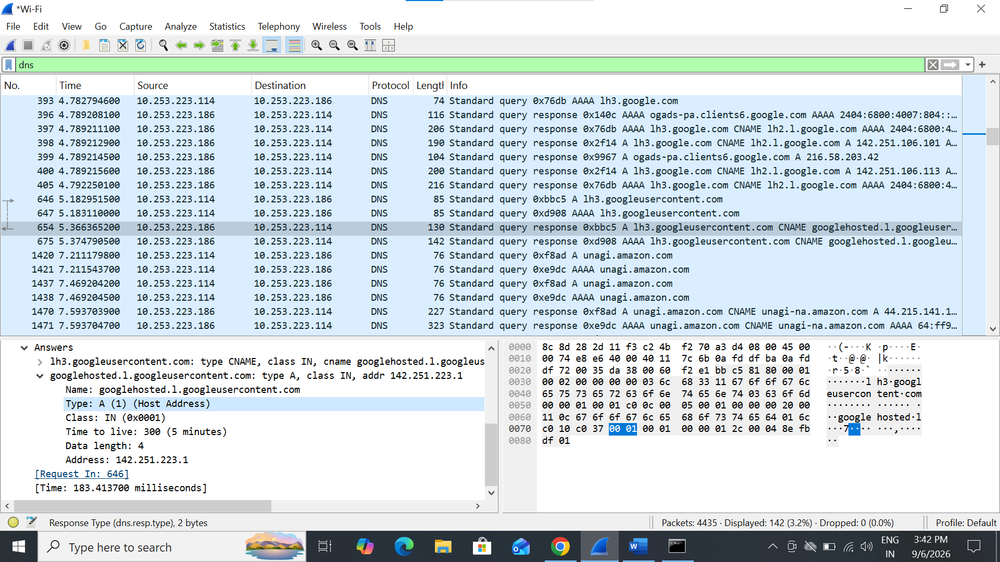 *Wi-Fi
File Edit View Go Capture Analyze Statistics Telephony Wireless Tools Help
dns
No. Time Source Destination Protocol Length Info
393 4.782794600 10.253.223.114 10.253.223.186 DNS 74 Standard query 0x76db AAAA lh3.google.com
396 4.789208100 10.253.223.186 10.253.223.114 DNS 116 Standard query response 0x140c AAAA ogads-pa.clients6.google.com AAAA 2404:6800:4007:804::…
397 4.789211100 10.253.223.186 10.253.223.114 DNS 206 Standard query response 0x76db AAAA lh3.google.com CNAME lh2.l.google.com AAAA 2404:6800:4…
398 4.789212900 10.253.223.186 10.253.223.114 DNS 190 Standard query response 0x2f14 A lh3.google.com CNAME lh2.l.google.com A 142.251.106.101 A…
399 4.789214500 10.253.223.186 10.253.223.114 DNS 104 Standard query response 0x9967 A ogads-pa.clients6.google.com A 216.58.203.42
400 4.789215600 10.253.223.186 10.253.223.114 DNS 200 Standard query response 0x2f14 A lh3.google.com CNAME lh2.l.google.com A 142.251.106.113 A…
405 4.792250100 10.253.223.186 10.253.223.114 DNS 216 Standard query response 0x76db AAAA lh3.google.com CNAME lh2.l.google.com AAAA 2404:6800:4…
646 5.182951500 10.253.223.114 10.253.223.186 DNS 85 Standard query 0xbbc5 A lh3.googleusercontent.com
647 5.183110000 10.253.223.114 10.253.223.186 DNS 85 Standard query 0xd908 AAAA lh3.googleusercontent.com
654 5.366365200 10.253.223.186 10.253.223.114 DNS 130 Standard query response 0xbbc5 A lh3.googleusercontent.com CNAME googlehosted.l.googleuser…
675 5.374790500 10.253.223.186 10.253.223.114 DNS 142 Standard query response 0xd908 AAAA lh3.googleusercontent.com CNAME googlehosted.l.googleu…
1420 7.211179800 10.253.223.114 10.253.223.186 DNS 76 Standard query 0xf8ad A unagi.amazon.com
1421 7.211543700 10.253.223.114 10.253.223.186 DNS 76 Standard query 0xe9dc AAAA unagi.amazon.com
1437 7.469204200 10.253.223.114 10.253.223.186 DNS 76 Standard query 0xf8ad A unagi.amazon.com
1438 7.469204500 10.253.223.114 10.253.223.186 DNS 76 Standard query 0xe9dc AAAA unagi.amazon.com
1470 7.593703900 10.253.223.186 10.253.223.114 DNS 227 Standard query response 0xf8ad A unagi.amazon.com CNAME unagi-na.amazon.com A 44.215.141.1…
1471 7.593704700 10.253.223.186 10.253.223.114 DNS 323 Standard query response 0xe9dc AAAA unagi.amazon.com CNAME unagi-na.amazon.com AAAA 64:ff9…
Answers
lh3.googleusercontent.com: type CNAME, class IN, cname googlehosted.l.googleus
googlehosted.l.googleusercontent.com: type A, class IN, addr 142.251.223.1
Name: googlehosted.l.googleusercontent.com
Type: A (1) (Host Address)
Class: IN (0x0001)
Time to live: 300 (5 minutes)
Data length: 4
Address: 142.251.223.1
[Request In: 646]
[Time: 183.413700 milliseconds]
0000 8c 8d 28 2d 11 f3 c2 4b f2 70 a3 d4 08 00 45 00 ··(-···K ·p····E·
0010 00 74 e8 e6 40 00 40 11 7c 6b 0a fd df ba 0a fd ·t··@·@· |k······
0020 df 72 00 35 da 38 00 60 f2 e1 bb c5 81 80 00 01 ·r·5·8·` ········
0030 00 02 00 00 00 00 03 6c 68 33 11 67 6f 6f 67 6c ·······l h3·googl
0040 65 75 73 65 72 63 6f 6e 74 65 6e 74 03 63 6f 6d eusercon tent·com
0050 00 00 01 00 01 c0 0c 00 05 00 01 00 00 00 20 00 ········ ······ ·
0060 11 0c 67 6f 6f 67 6c 65 68 6f 73 74 65 64 01 6c ··google hosted·l
0070 c0 10 c0 37 00 01 00 01 00 00 01 2c 00 04 8e fb ···7···· ···,····
0080 df 01 ··
Response Type (dns.resp.type), 2 bytes
Packets: 4435 · Displayed: 142 (3.2%) · Dropped: 0 (0.0%)
Profile: Default
Type here to search
ENG
IN
3:42 PM
9/6/2026